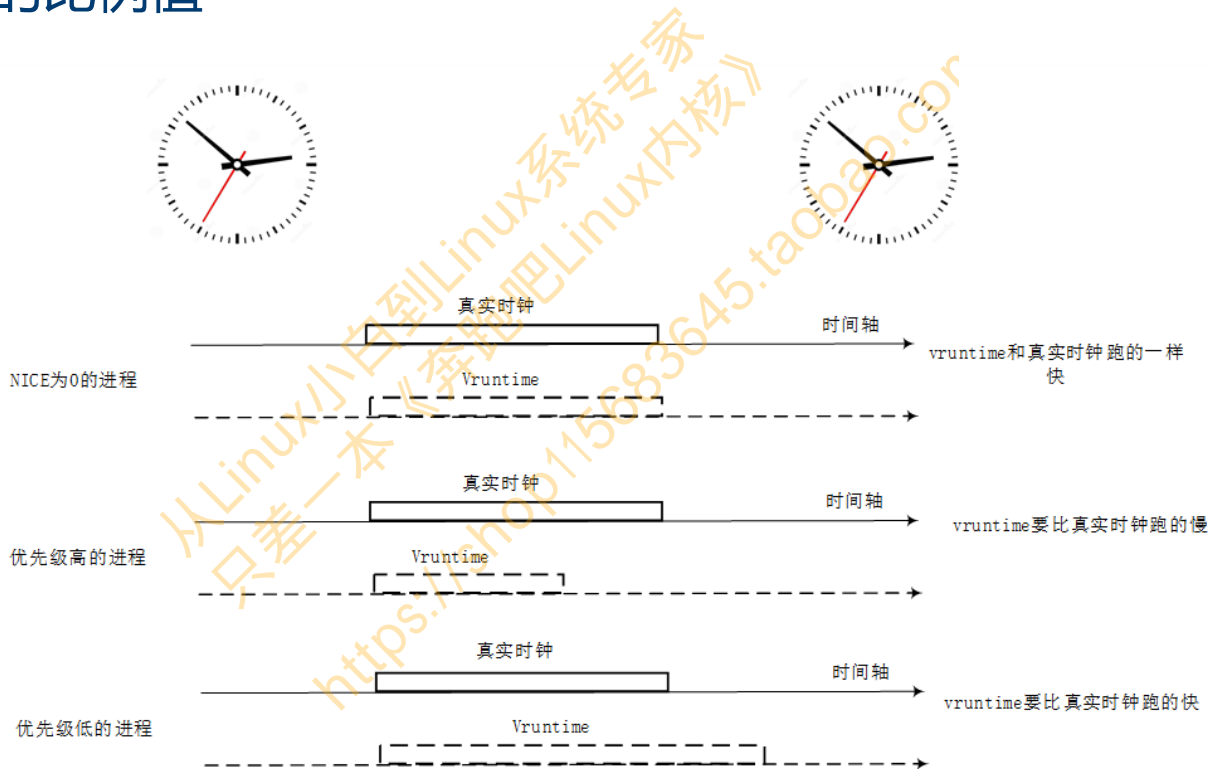 的比例值
真实时钟
时间轴
vruntime和真实时钟跑的一样
快
NICE为0的进程
Vruntime
真实时钟
时间轴
vruntime要比真实时钟跑的慢
优先级高的进程
Vruntime
真实时钟
时间轴
vruntime要比真实时钟跑的快
优先级低的进程
Vruntime
从Linux小白到Linux系统专家
只差一本《奔跑吧Linux内核》
https://shop115683645.taobao.com